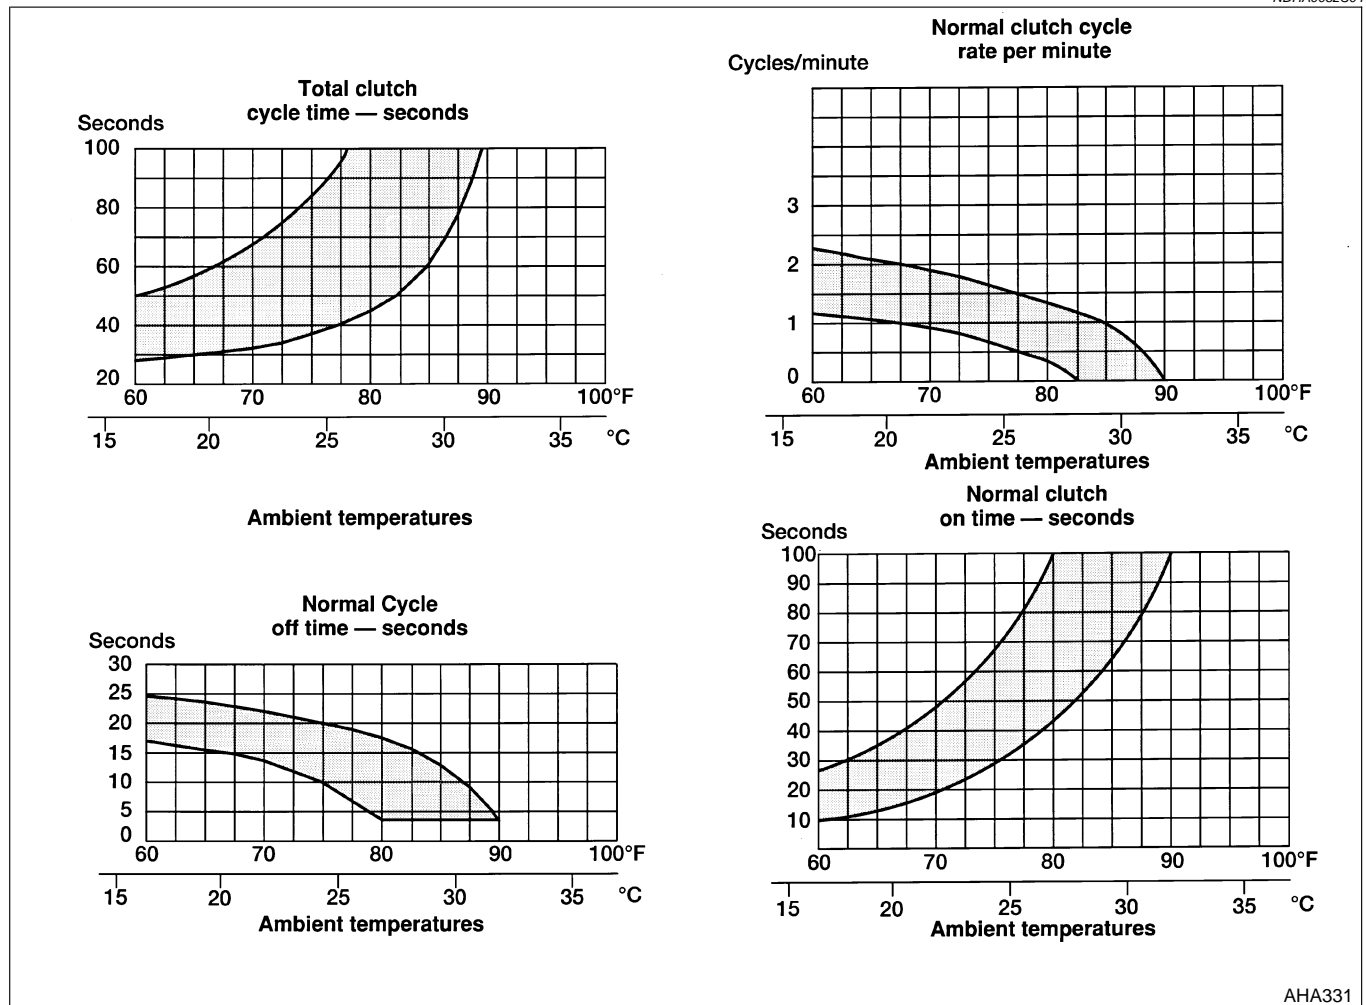 Total clutch
cycle time — seconds
Seconds
100
80
60
40
20
60 70 80 90 100°F
15 20 25 30 35 °C
Ambient temperatures
Normal clutch cycle
rate per minute
Cycles/minute
3
2
1
0
60 70 80 90 100°F
15 20 25 30 35 °C
Ambient temperatures
Normal Cycle
off time — seconds
Seconds
30
25
20
15
10
5
0
60 70 80 90 100°F
15 20 25 30 35 °C
Ambient temperatures
Normal clutch
on time — seconds
Seconds
100
90
80
70
60
50
40
30
20
10
60 70 80 90 100°F
15 20 25 30 35 °C
Ambient temperatures
AHA331